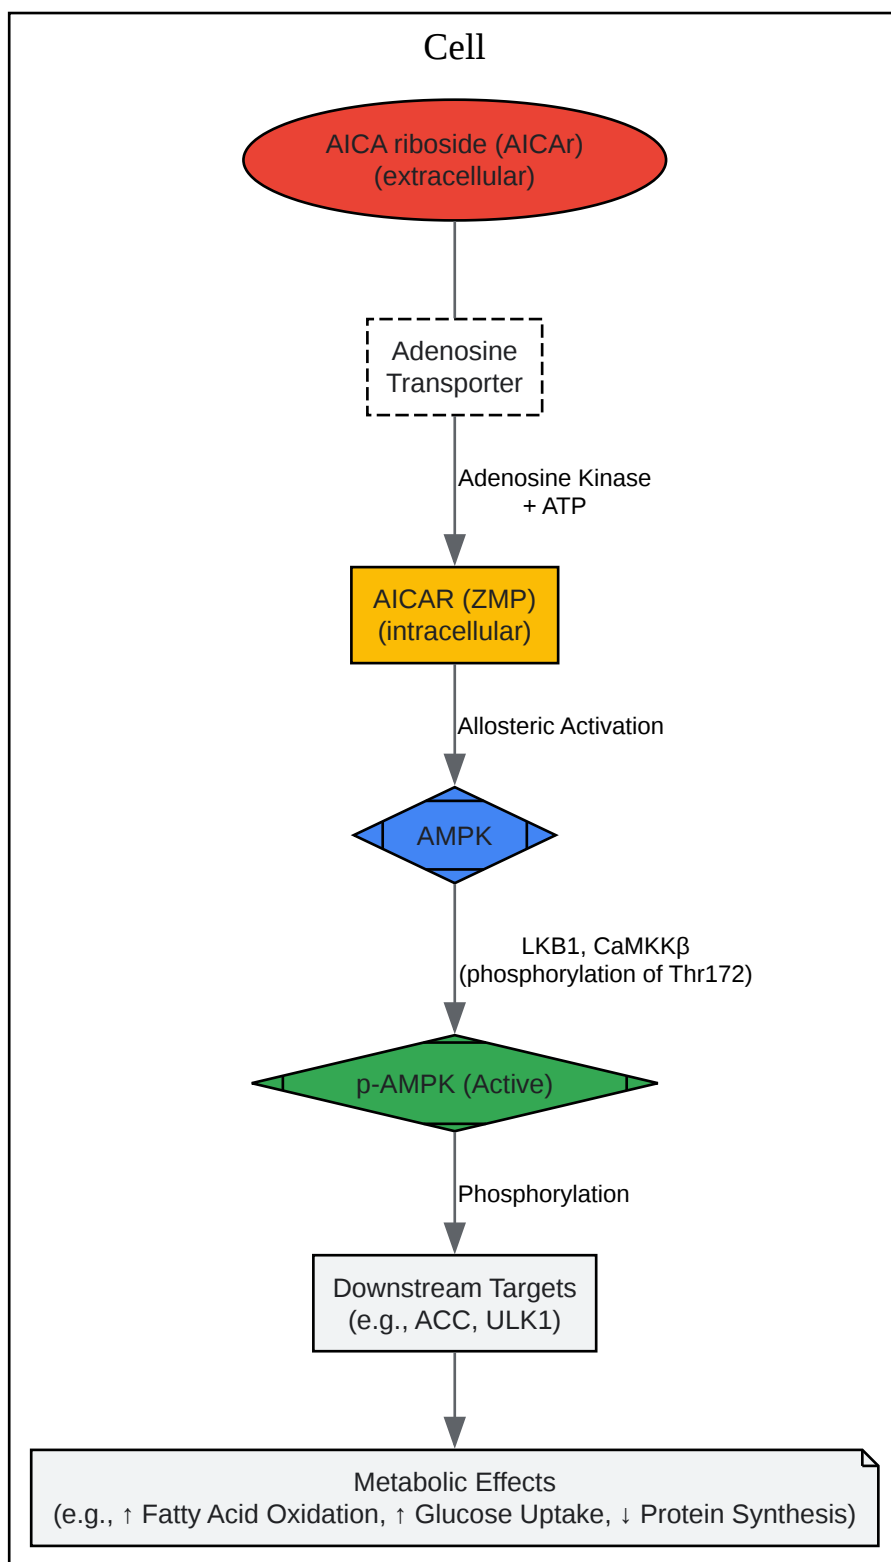 Cell
AICA riboside (AICAr)
(extracellular)
Adenosine
Transporter
Adenosine Kinase
+ ATP
AICAR (ZMP)
(intracellular)
Allosteric Activation
AMPK
LKB1, CaMKKβ
(phosphorylation of Thr172)
p-AMPK (Active)
Phosphorylation
Downstream Targets
(e.g., ACC, ULK1)
Metabolic Effects
(e.g., ↑ Fatty Acid Oxidation, ↑ Glucose Uptake, ↓ Protein Synthesis)